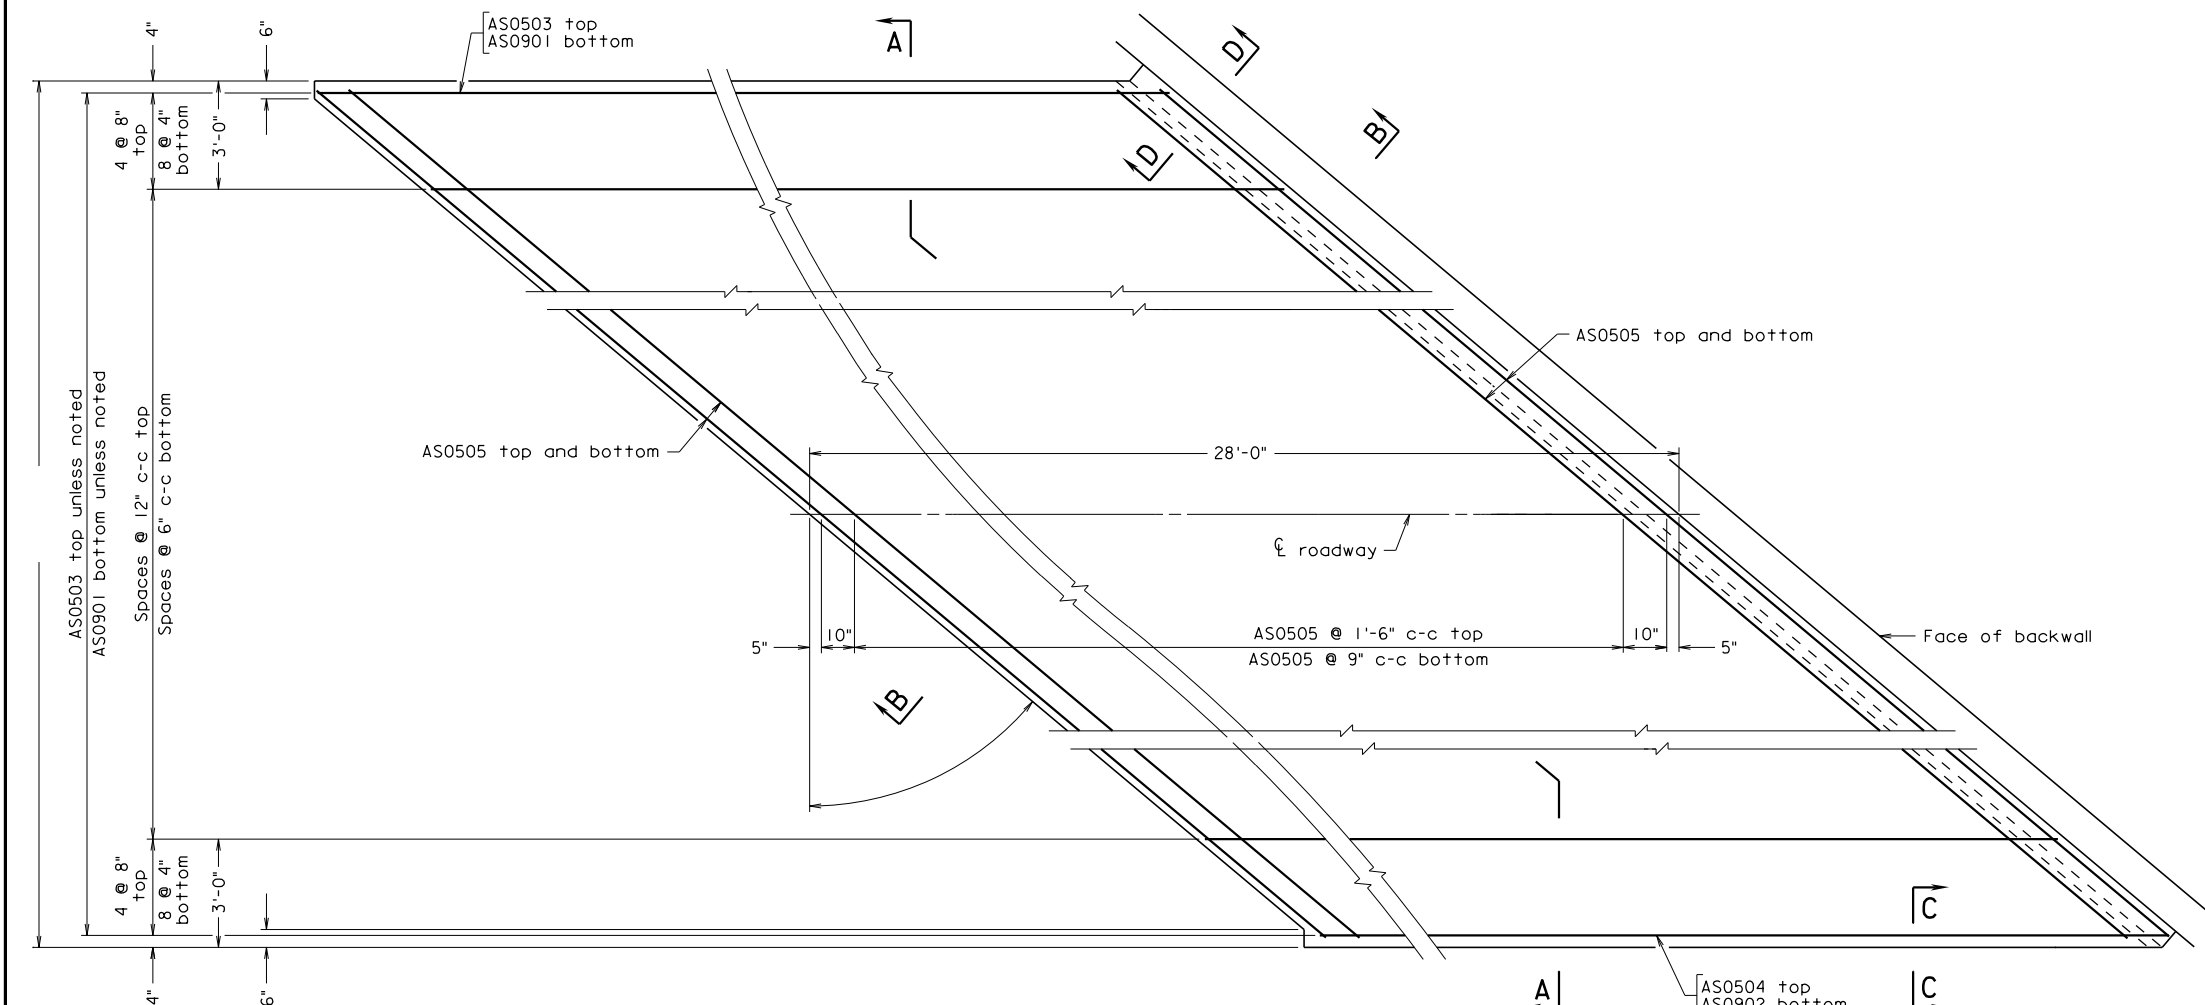 4"
6"
AS0503 top
AS0901 bottom
A
D
B
D
4 @ 8"
top
8 @ 4"
bottom
3'-0"
AS0505 top and bottom
AS0503 top unless noted
AS0901 bottom unless noted
Spaces @ 12" c-c top
Spaces @ 6" c-c bottom
AS0505 top and bottom
28'-0"
℄ roadway
5"
10"
AS0505 @ 1'-6" c-c top
AS0505 @ 9" c-c bottom
10"
5"
Face of backwall
B
4 @ 8"
top
8 @ 4"
bottom
3'-0"
C
4"
6"
A
AS0504 top
AS0902 bottom
C